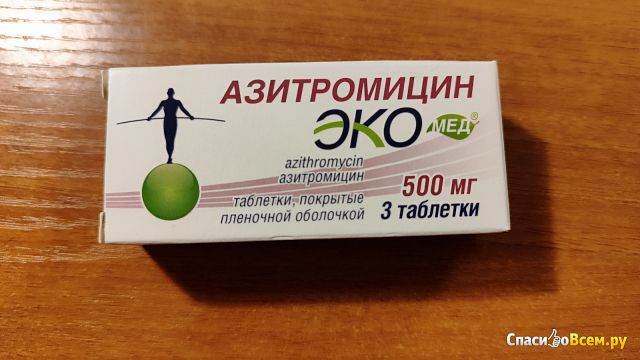 АЗИТРОМИЦИН
ЭКО МЕД®
azithromycin
азитромицин
таблетки, покрытые
пленочной оболочкой
500 мг
3 таблетки
СпасибоВсем.ру